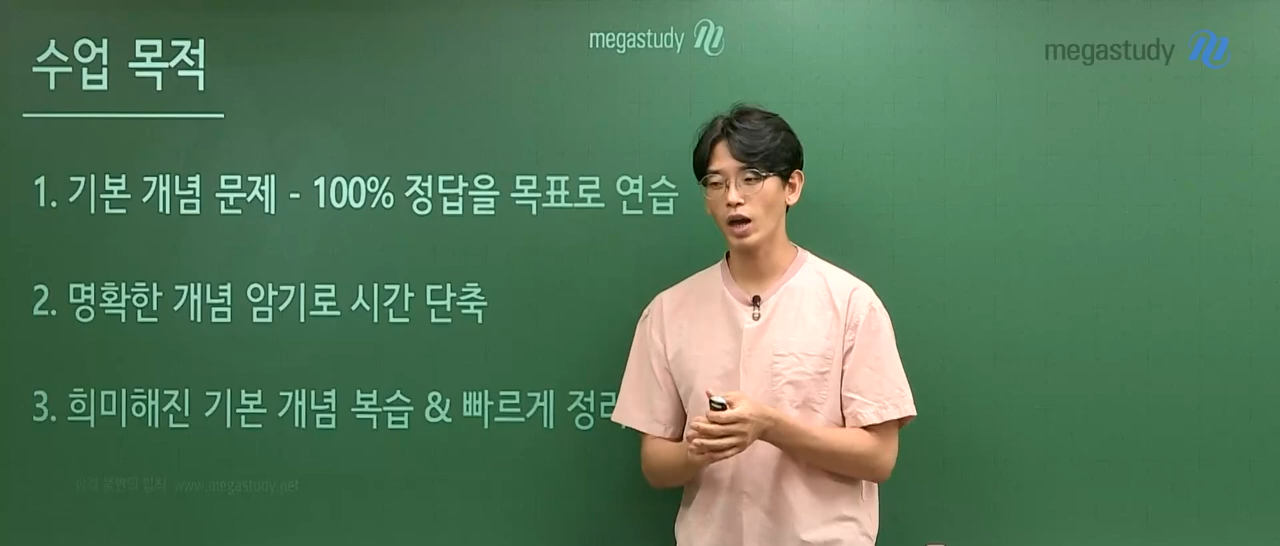 수업 목적
megastudy
megastudy
1. 기본 개념 문제 - 100% 정답을 목표로 연습
2. 명확한 개념 암기로 시간 단축
3. 희미해진 기본 개념 복습 & 빠르게
www.megastudy.net